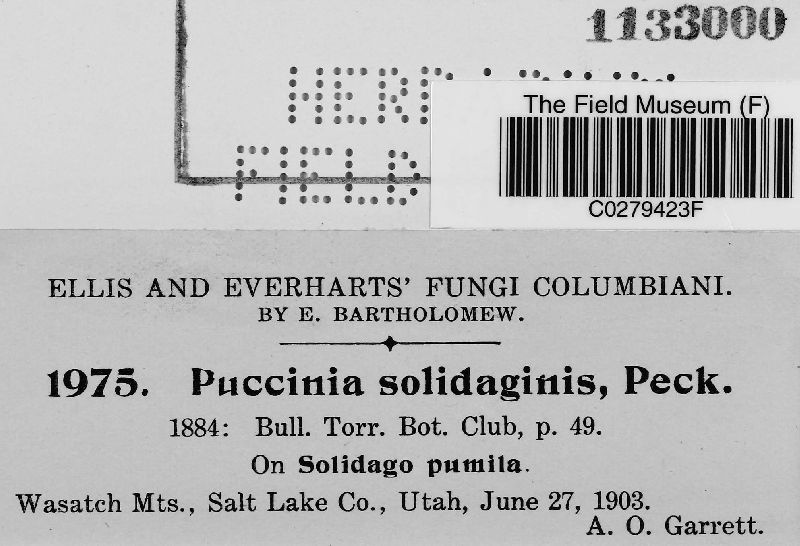 1133000
The Field Museum (F)
FIELD
C0279423F
ELLIS AND EVERHARTS' FUNGI COLUMBIANI.
BY E. BARTHOLOMEW.
1975. Puccinia solidaginis, Peck.
1884: Bull. Torr. Bot. Club, p. 49.
On Solidago pumila.
Wasatch Mts., Salt Lake Co., Utah, June 27, 1903.
A. O. Garrett.